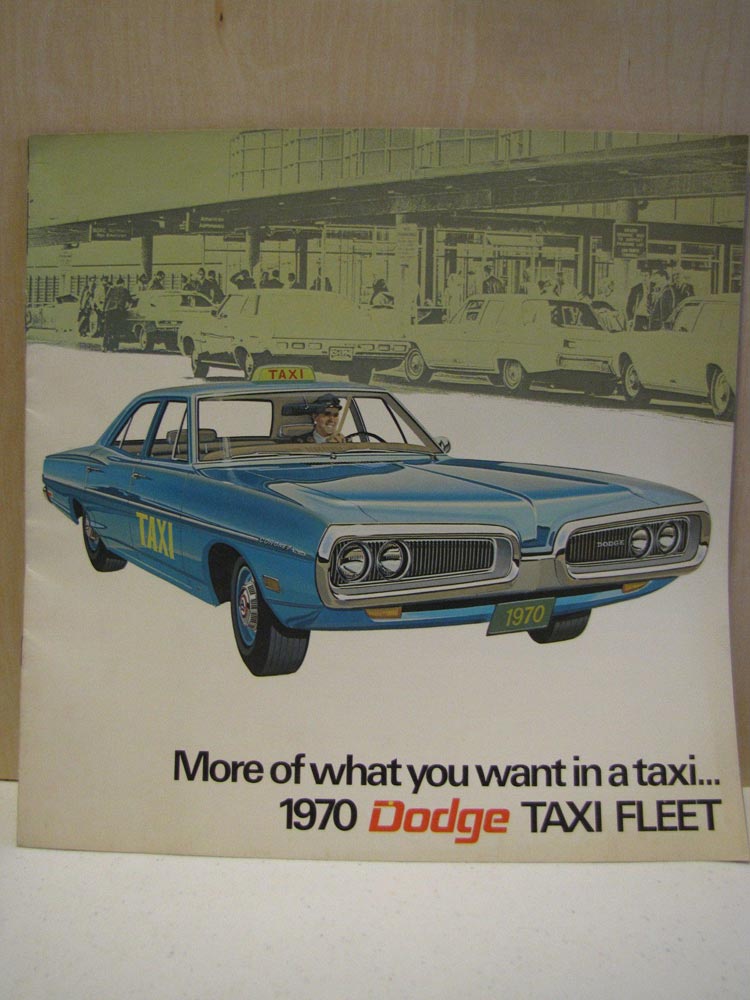 TAXI
TAXI
DODGE
1970
More of what you want in a taxi...
1970 Dodge TAXI FLEET